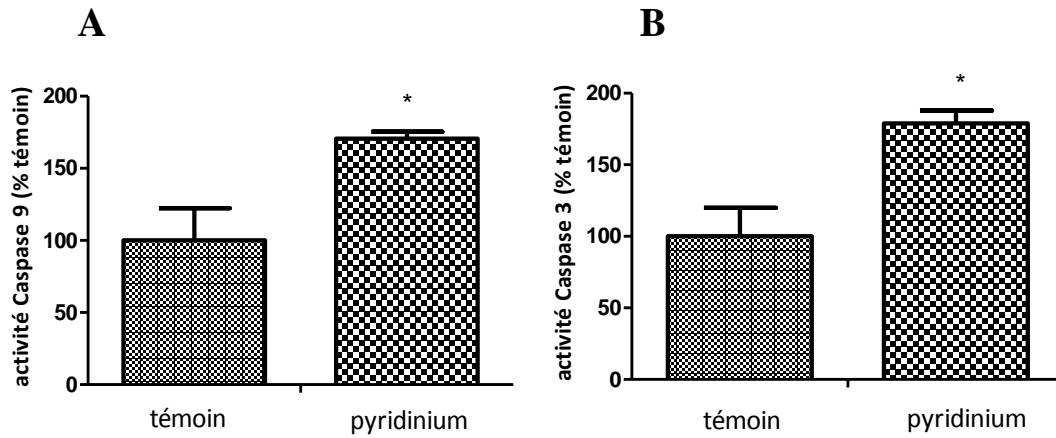 A
activité Caspase 9 (% témoin)
200
150
100
50
0
*
témoin
pyridinium
B
activité Caspase 3 (% témoin)
200
150
100
50
0
*
témoin
pyridinium